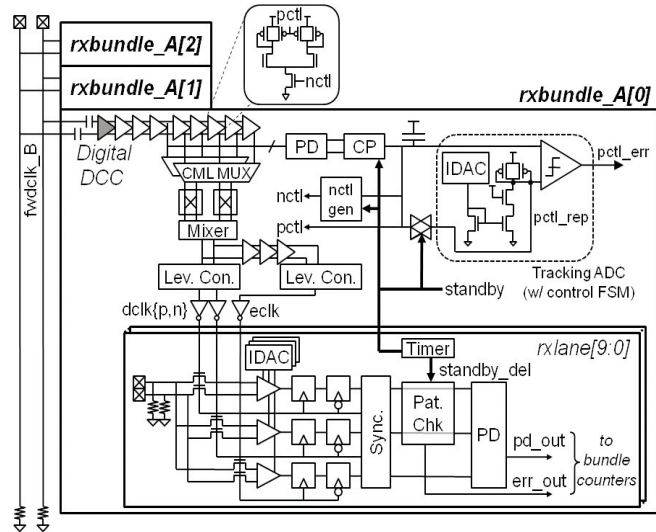 pctl
pctl
nctl
rxbundle_A[2]
rxbundle_A[1]
rxbundle_A[0]
Digital
DCC
fwdclk_B
CML MUX
PD
CP
IDAC
pctl_err
nctl
nctl
gen
pctl
pctl_rep
Mixer
Lev. Con.
Lev. Con.
Tracking ADC
(w/ control FSM)
standby
dclk{p,n}
eclk
rxlane[9:0]
Timer
standby_del
IDAC
Sync.
Pat.
Chk
PD
pd_out
err_out
to
bundle
counters